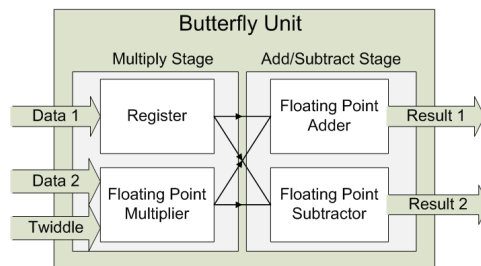 Butterfly Unit
Multiply Stage
Add/Subtract Stage
Data 1
Register
Floating Point
Adder
Result 1
Data 2
Twiddle
Floating Point
Multiplier
Floating Point
Subtractor
Result 2